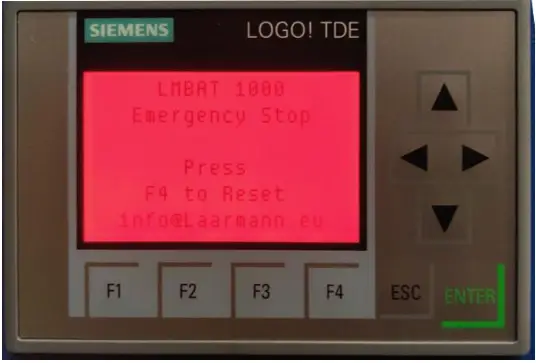 SIEMENS
LOGO! TDE
LMBAT 1000
Emergency Stop
Press
F4 to Reset
info@Laarmann.eu
F1
F2
F3
F4
ESC
ENTER